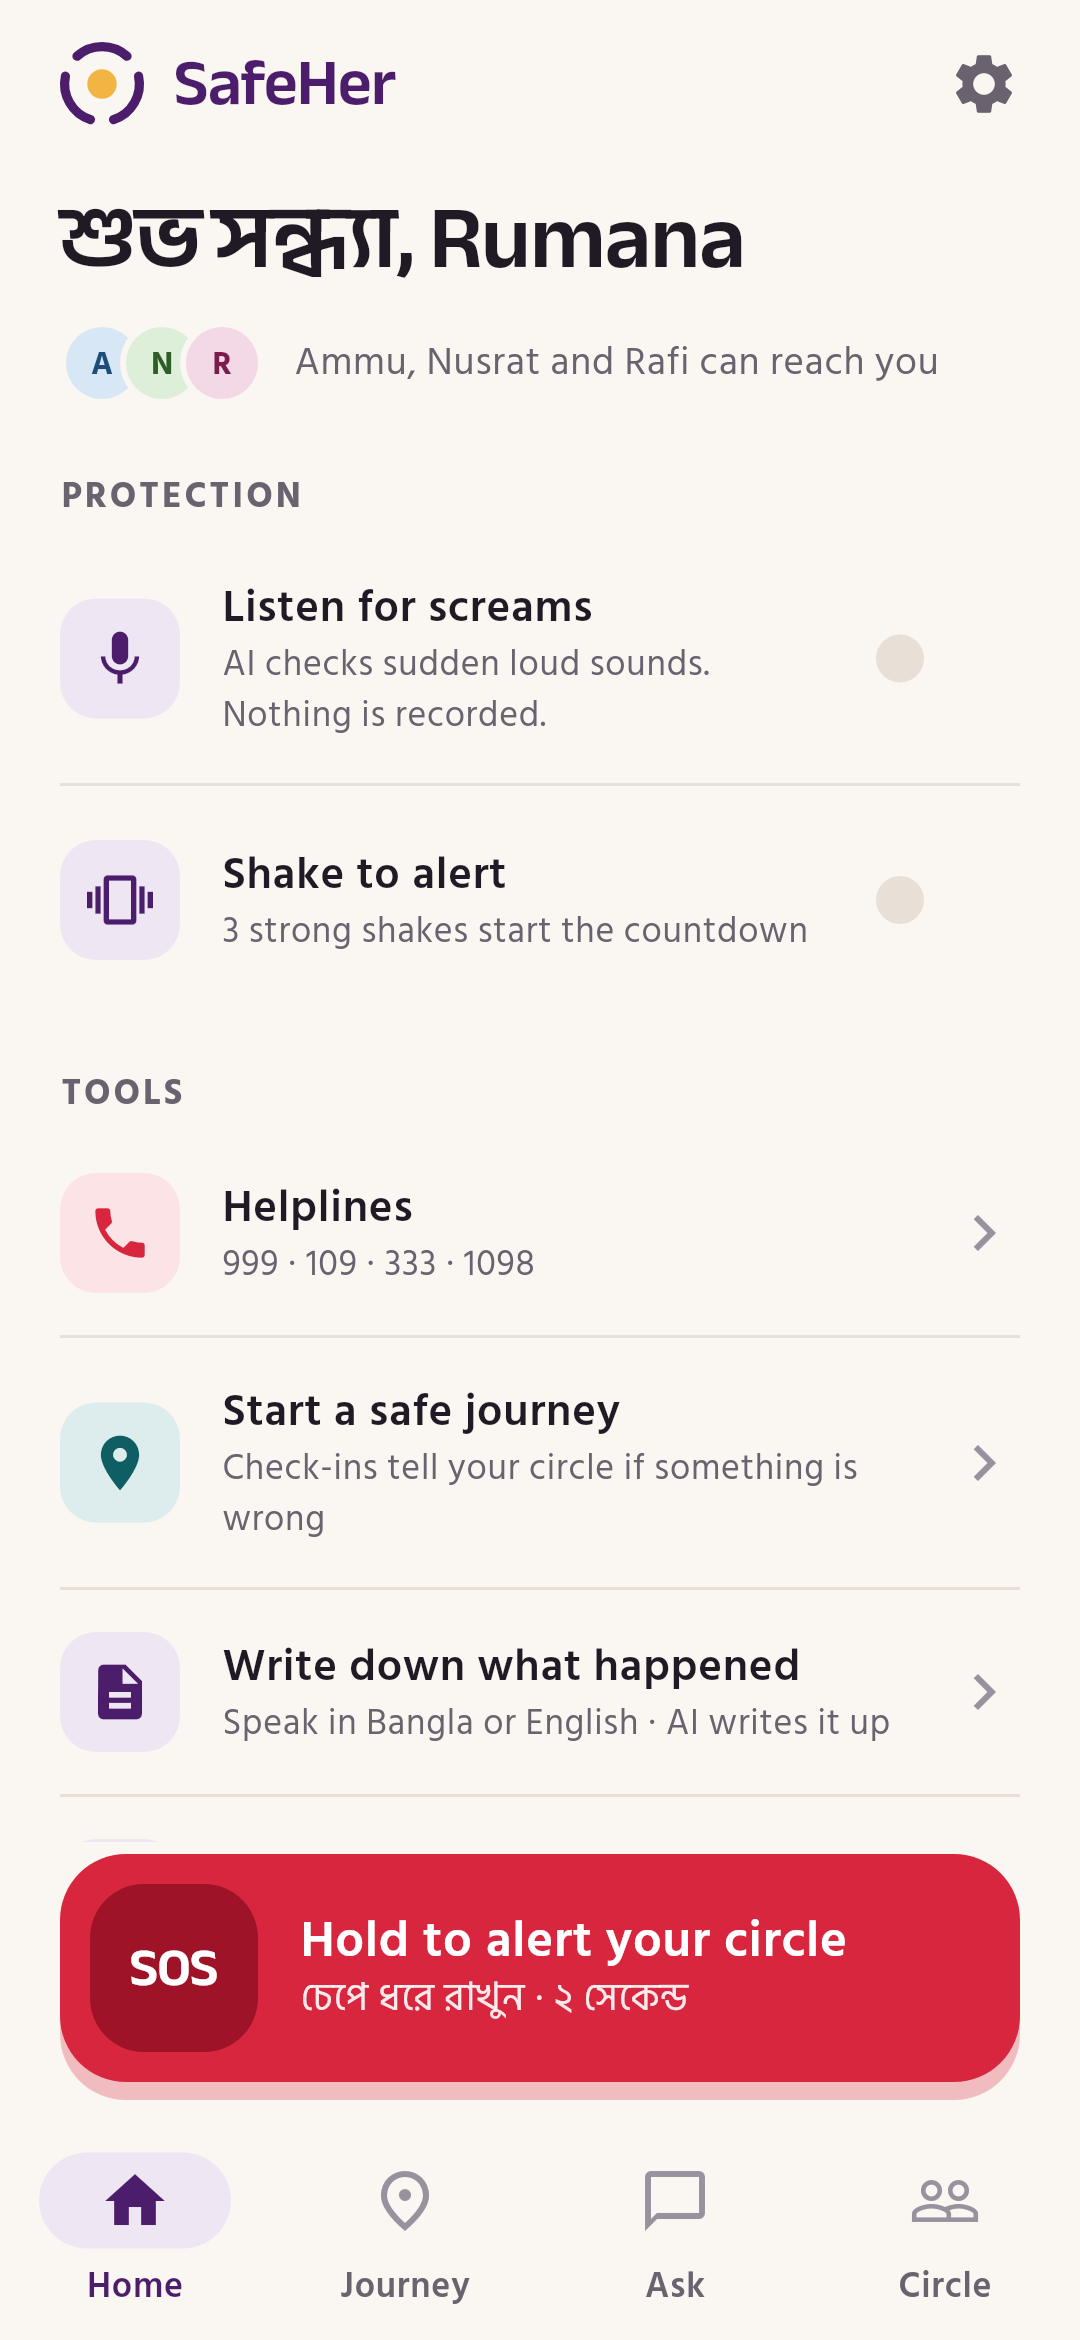 SafeHer
শুভ সন্ধ্যা, Rumana
A N R Ammu, Nusrat and Rafi can reach you
PROTECTION
Listen for screams
AI checks sudden loud sounds.
Nothing is recorded.
Shake to alert
3 strong shakes start the countdown
TOOLS
Helplines
999 · 109 · 333 · 1098
Start a safe journey
Check-ins tell your circle if something is
wrong
Write down what happened
Speak in Bangla or English · AI writes it up
SOS
Hold to alert your circle
চেপে ধরে রাখুন · ২ সেকেন্ড
Home Journey Ask Circle